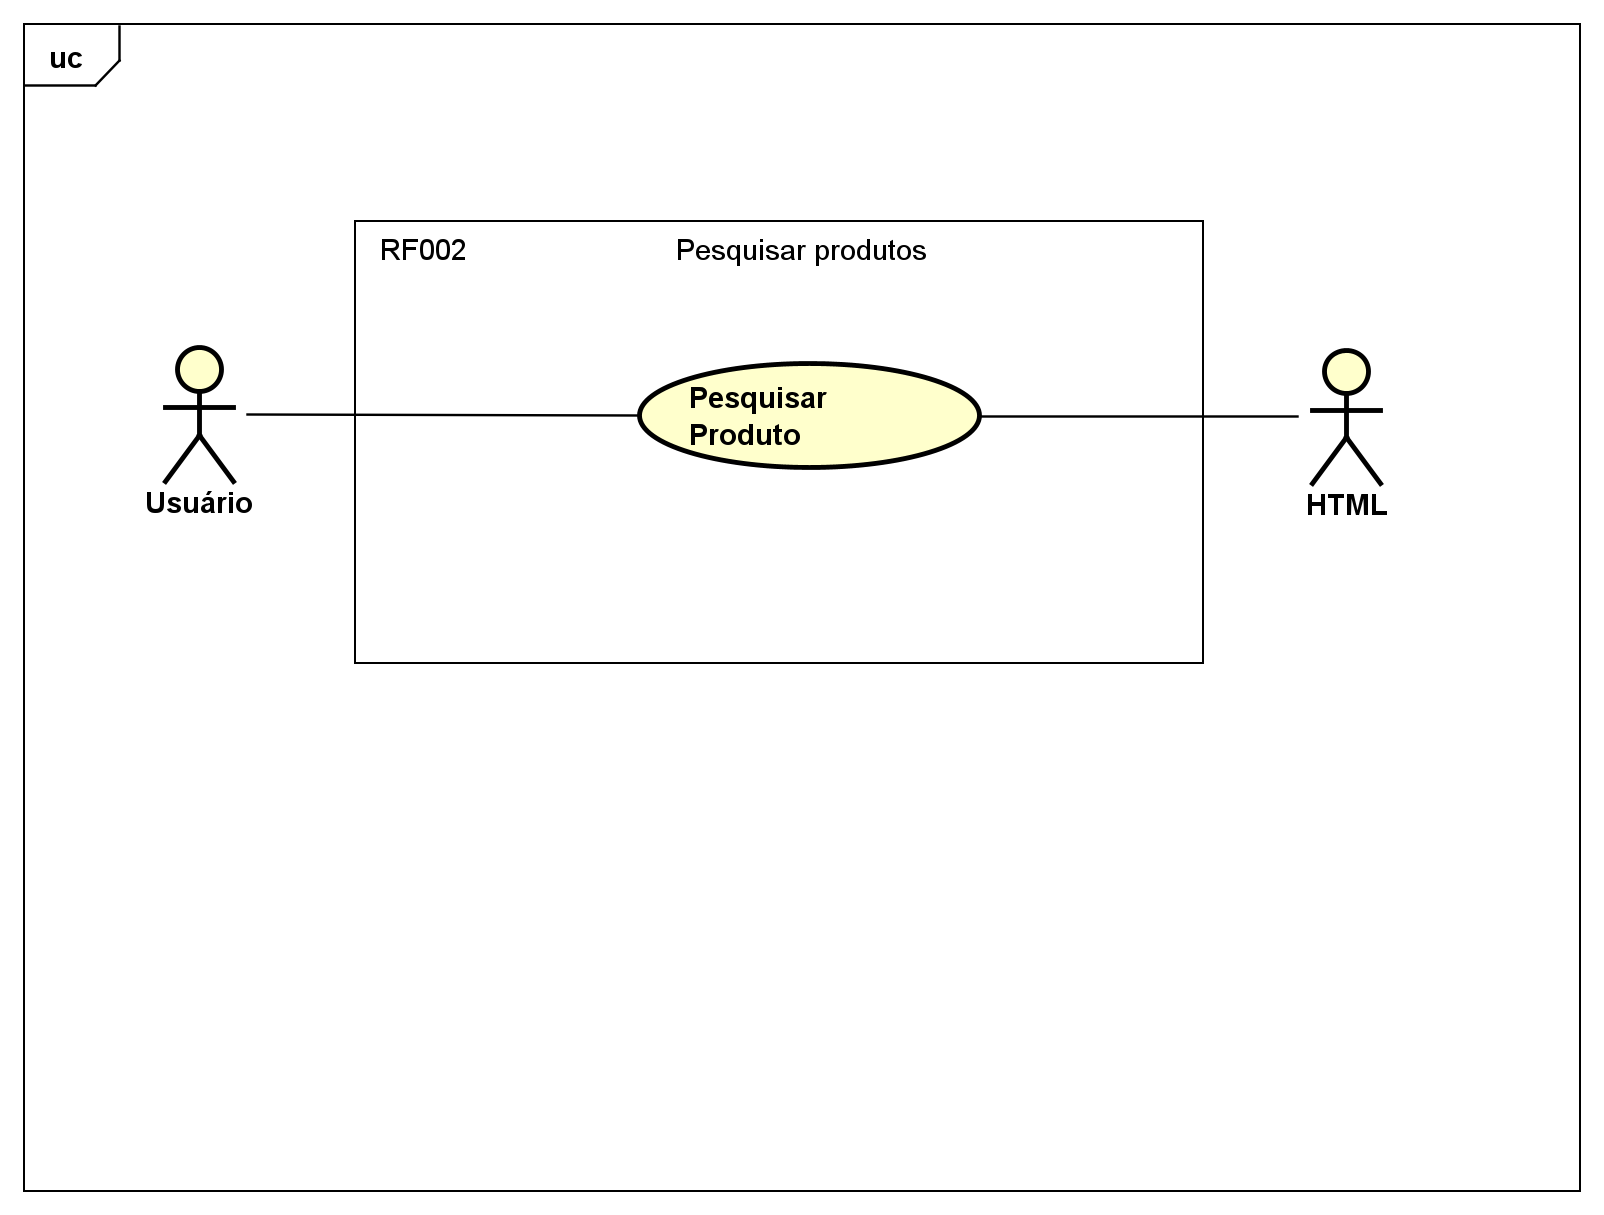 uc
RF002 Pesquisar produtos
Pesquisar
Produto
Usuário
HTML